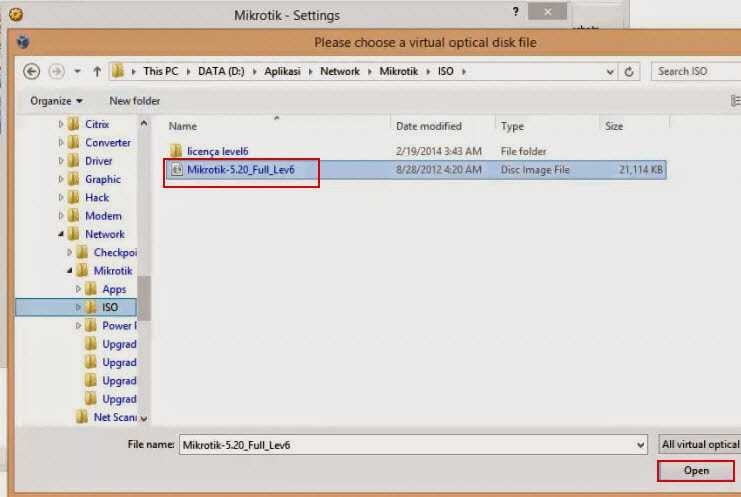 Mikrotik - Settings
?
Please choose a virtual optical disk file
This PC DATA (D:) Aplikasi Network Mikrotik ISO
Search ISO
Organize
New folder
Name Date modified Type Size
licença level6 2/19/2014 3:43 AM File folder
Mikrotik-5.20_Full_Lev6 8/28/2012 4:20 AM Disc Image File 21,114 KB
Citrix
Converter
Driver
Graphic
Hack
Modem
Network
Checkpoi
Mikrotik
Apps
ISO
Power
Upgrad
Upgrad
Upgrad
Upgrad
Net Scan
File name: Mikrotik-5.20_Full_Lev6
All virtual optical
Open